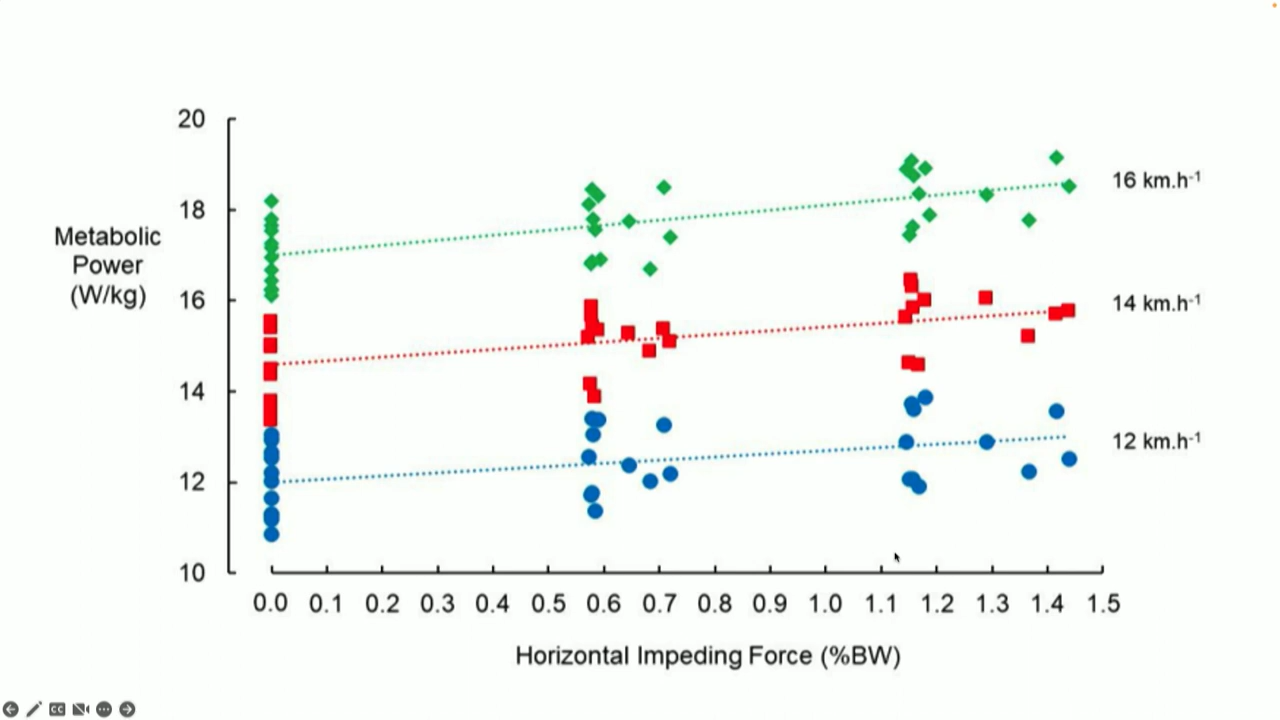 20
18
16
14
12
10
Metabolic
Power
(W/kg)
16 km.h-1
14 km.h-1
12 km.h-1
0.0 0.1 0.2 0.3 0.4 0.5 0.6 0.7 0.8 0.9 1.0 1.1 1.2 1.3 1.4 1.5
Horizontal Impeding Force (%BW)
CC